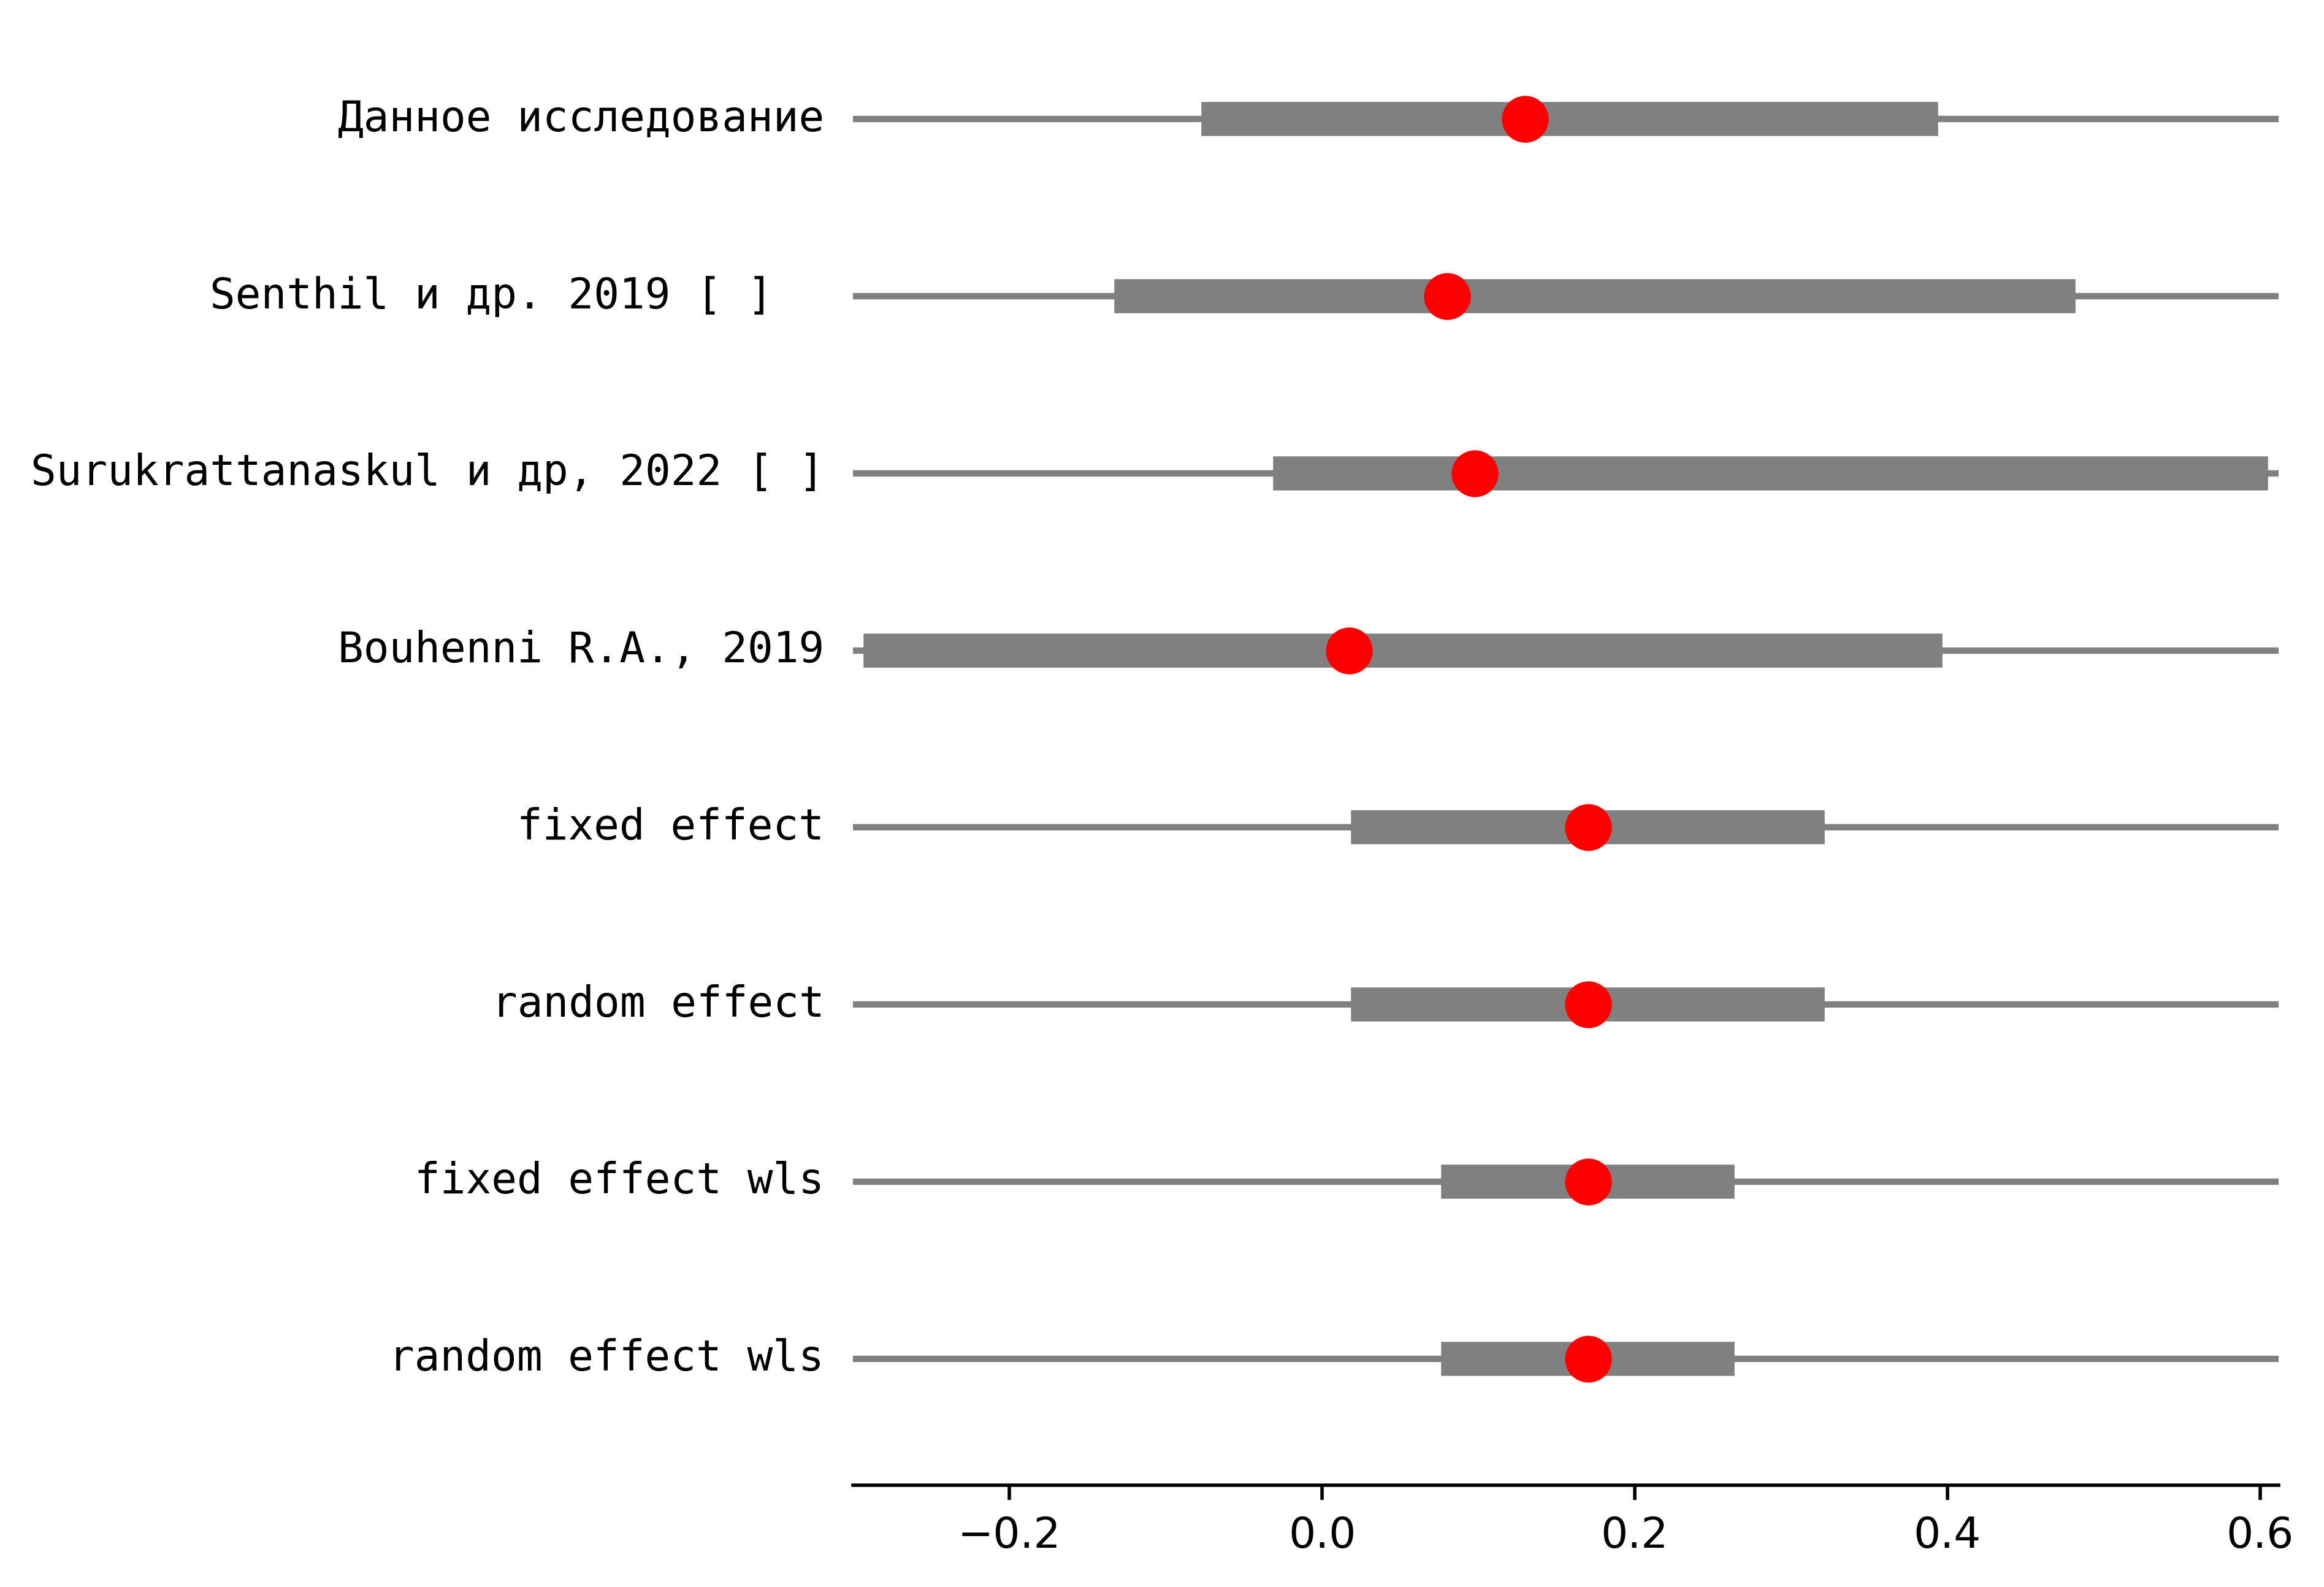 Данное исследование
Senthil и др. 2019 [ ]
Surukrattanaskul и др, 2022 [ ]
Bouhenni R.A., 2019
fixed effect
random effect
fixed effect wls
random effect wls
−0.2 0.0 0.2 0.4 0.6